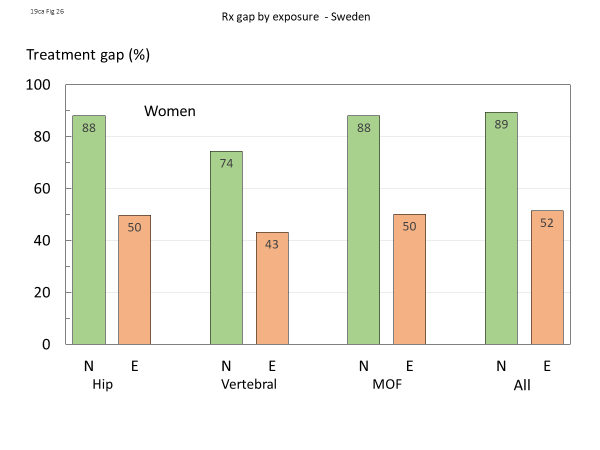 19ca Fig 26
Rx gap by exposure - Sweden
Treatment gap (%)
100
80
60
40
20
0
Women
88
50
74
43
88
50
89
52
N E N E N E N E
Hip Vertebral MOF All